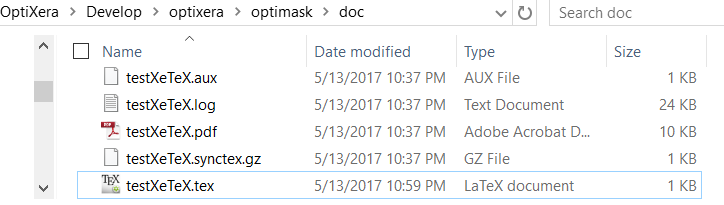 OptiXera > Develop > optixera > optimask > doc Search doc
Name Date modified Type Size
testXeTeX.aux 5/13/2017 10:37 PM AUX File 1 KB
testXeTeX.log 5/13/2017 10:37 PM Text Document 24 KB
testXeTeX.pdf 5/13/2017 10:37 PM Adobe Acrobat D... 10 KB
testXeTeX.synctex.gz 5/13/2017 10:37 PM GZ File 1 KB
testXeTeX.tex 5/13/2017 10:59 PM LaTeX document 1 KB